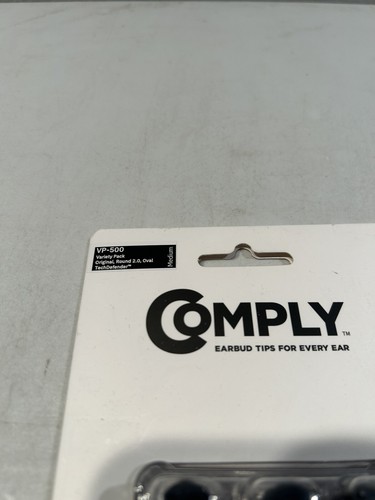 VP-500
Variety Pack
Original, Round 2.0, Oval
TechDefender™
Medium
COMPLY™
EARBUD TIPS FOR EVERY EAR